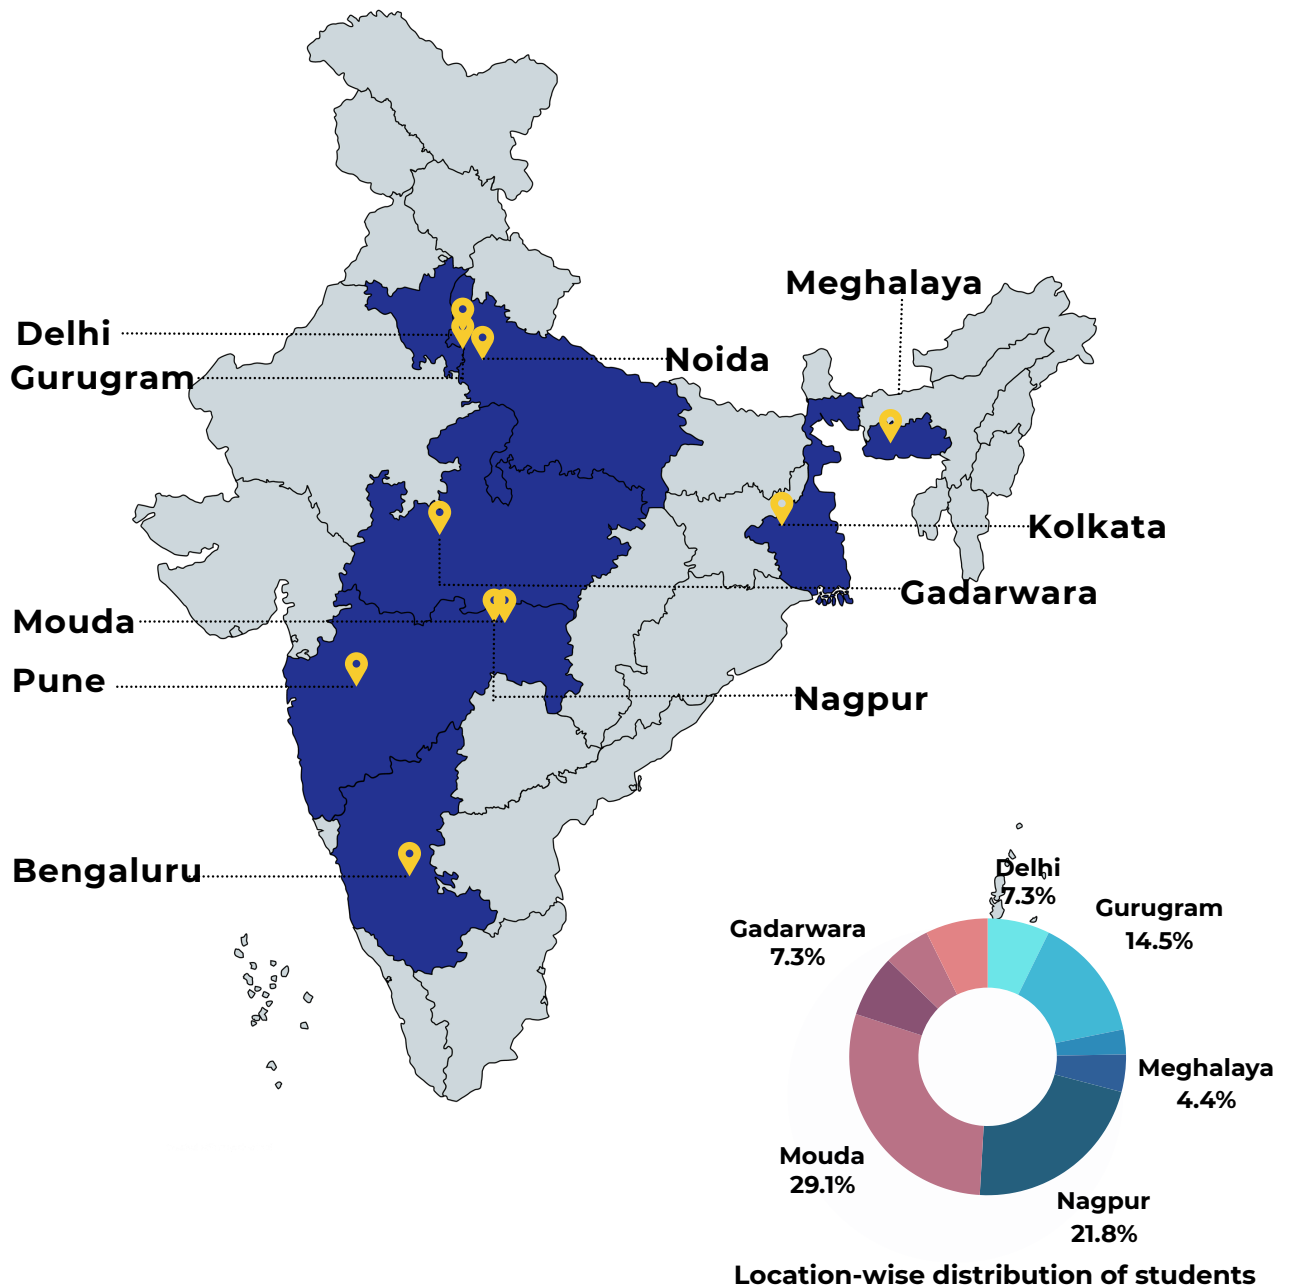 Meghalaya
Delhi
Noida
Gurugram
Kolkata
Gadarwara
Mouda
Pune
Nagpur
Bengaluru
Delhi
7.3%
Gurugram
14.5%
Gadarwara
7.3%
Meghalaya
4.4%
Mouda
29.1%
Nagpur
21.8%
Location-wise distribution of students